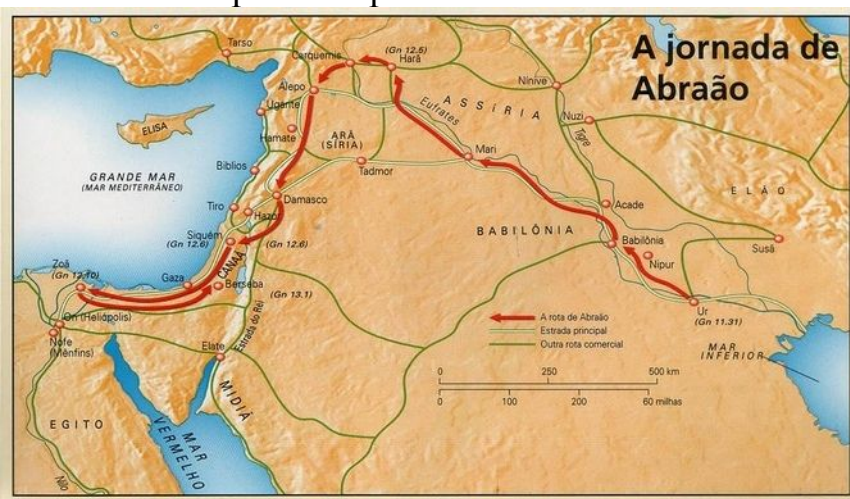 A jornada de
Abraão
Tarso
Carquemis
(Gn 12.5)
Harã
Nínive
Alepo
ASSÍRIA
Eufrates
Nuzi
Ugarite
ELISA
Hamate
ARÃ
(SÍRIA)
Mari
Tigre
GRANDE MAR
(MAR MEDITERRÂNEO)
Biblios
Tadmor
ELÃO
Tiro
Hazor
Damasco
Acade
Siquém
(Gn 12.6)
(Gn 12.6)
BABILÔNIA
Babilônia
Susã
CANAÃ
Nipur
Zoã
(Gn 12.10)
Gaza
Berseba
(Gn 13.1)
Ur
(Gn 11.31)
On (Heliópolis)
Estrada do Rei
A rota de Abraão
Estrada principal
Outra rota comercial
Nofe
(Mênfins)
Elate
MAR
INFERIOR
0 250 500 km
0 100 200 60 milhas
MIDIÃ
EGITO
MAR
VERMELHO
Nilo